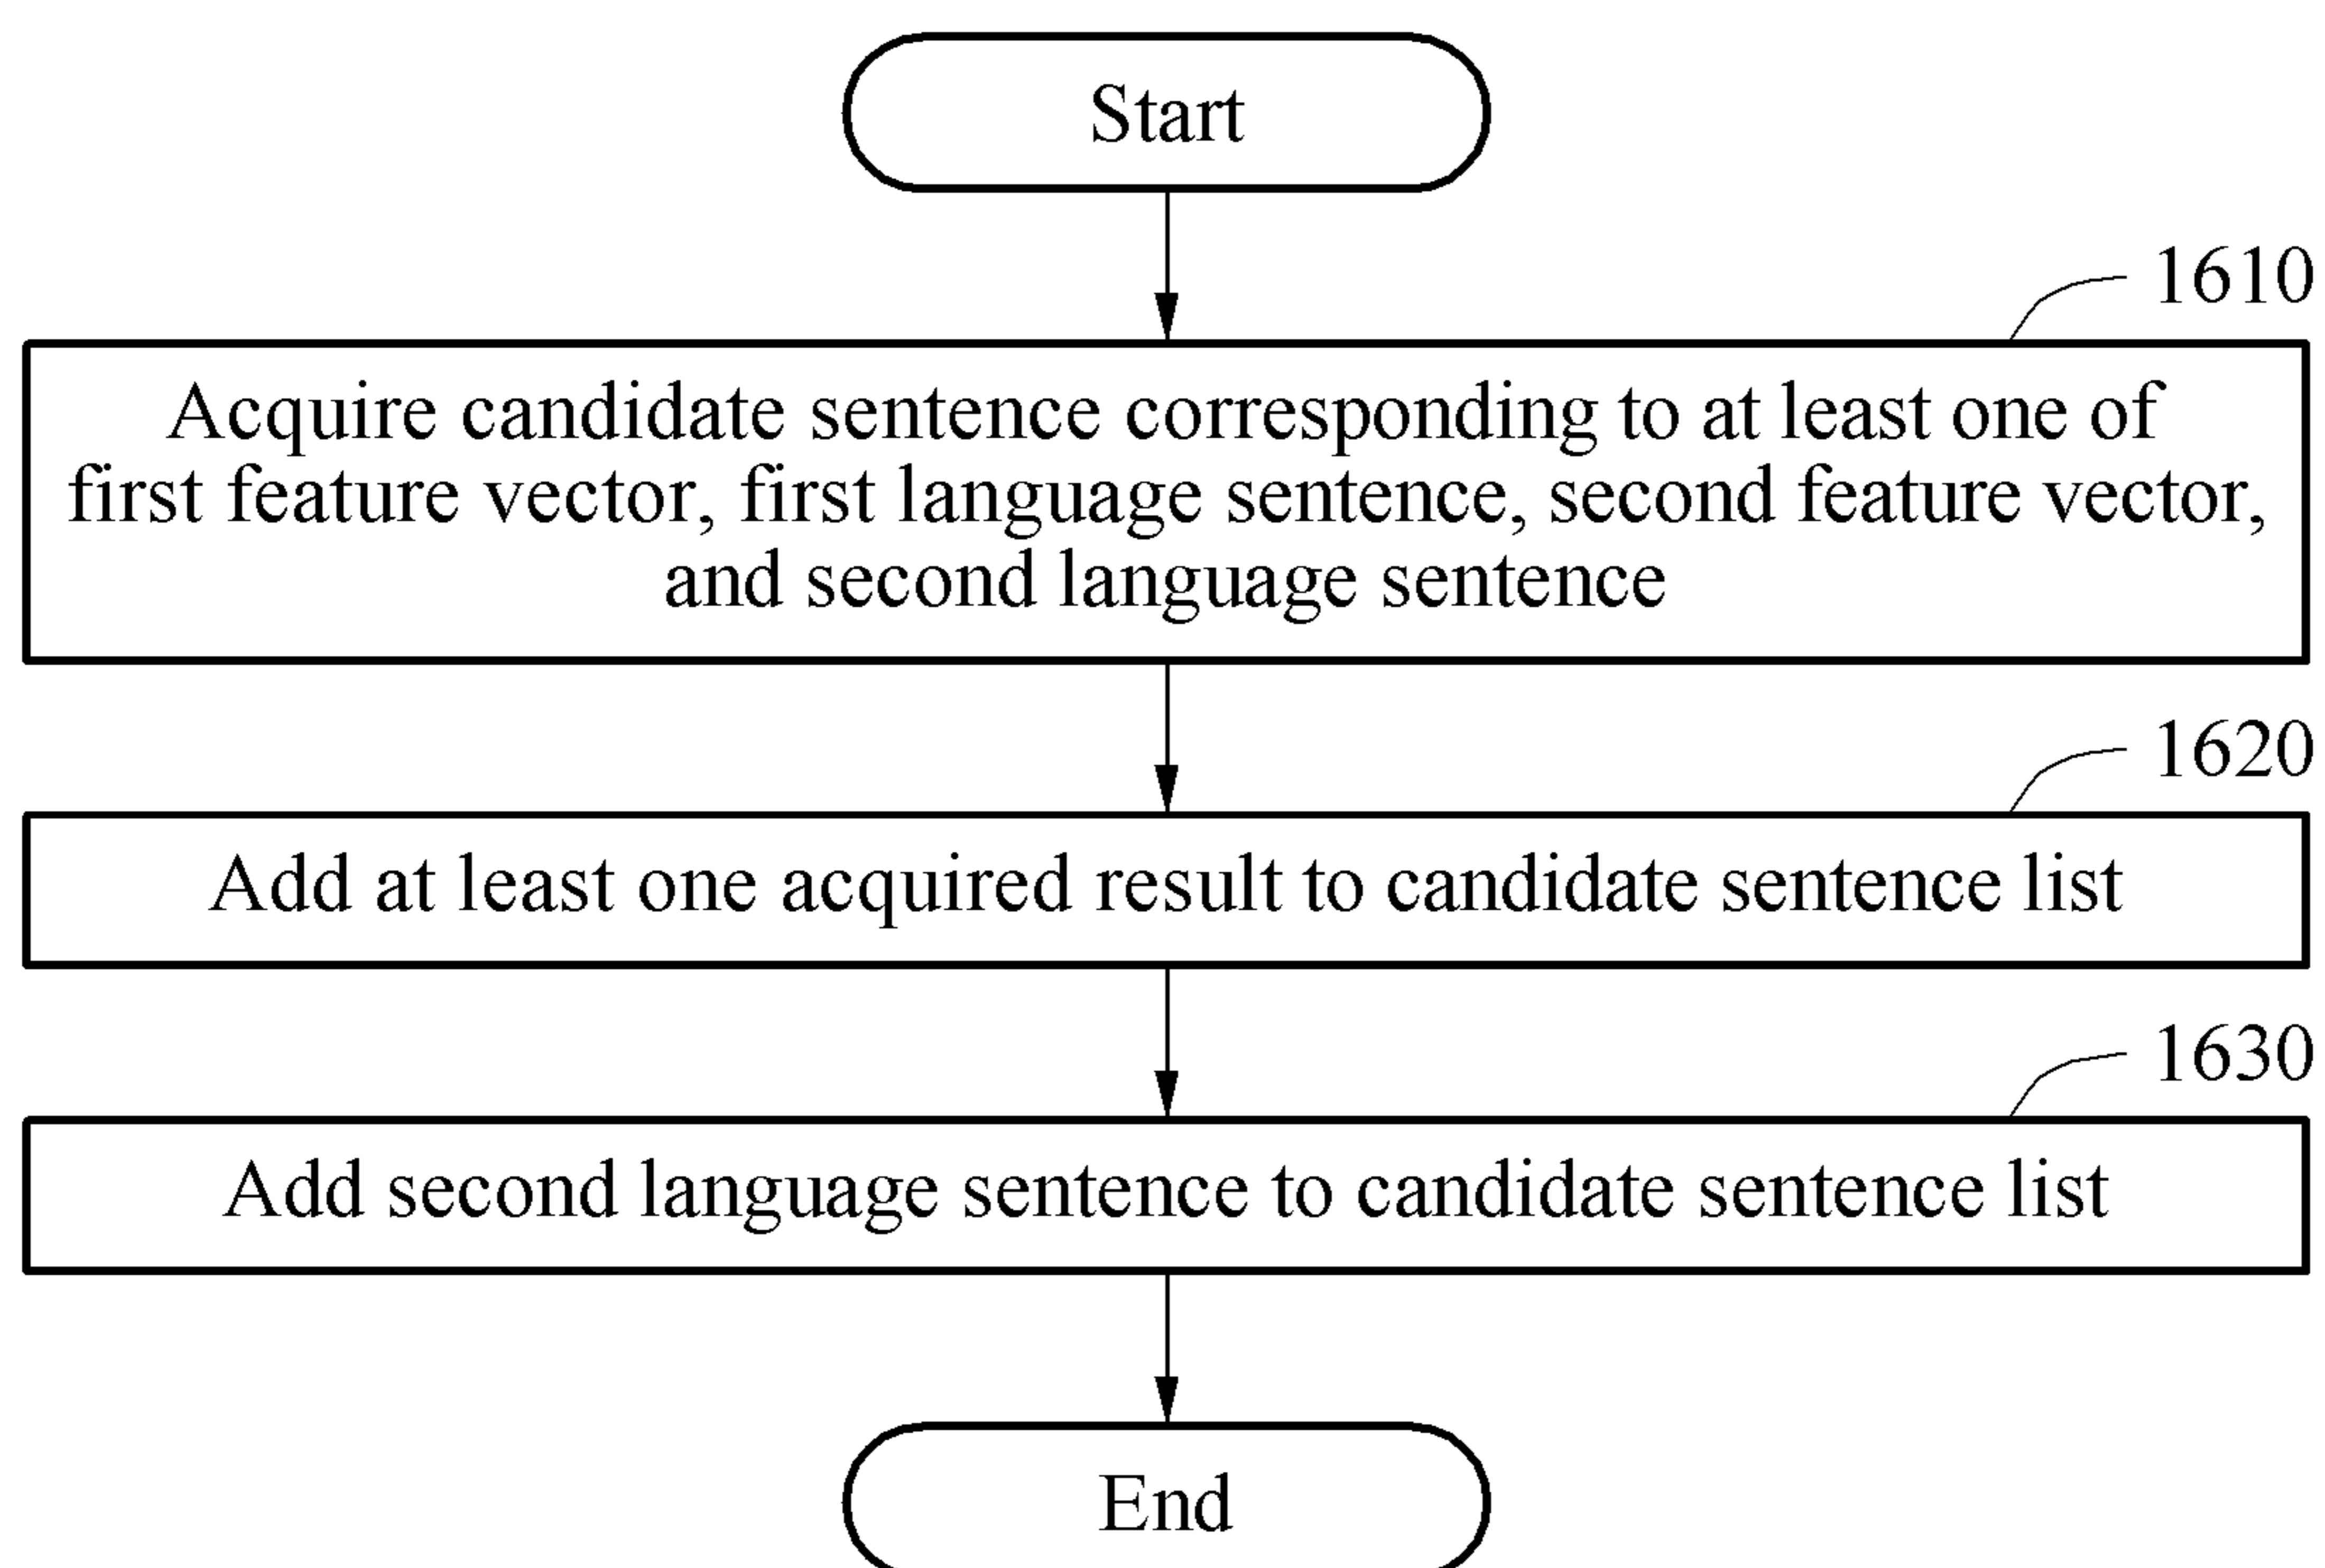 Start
1610
Acquire candidate sentence corresponding to at least one of
first feature vector, first language sentence, second feature vector,
and second language sentence
1620
Add at least one acquired result to candidate sentence list
1630
Add second language sentence to candidate sentence list
End